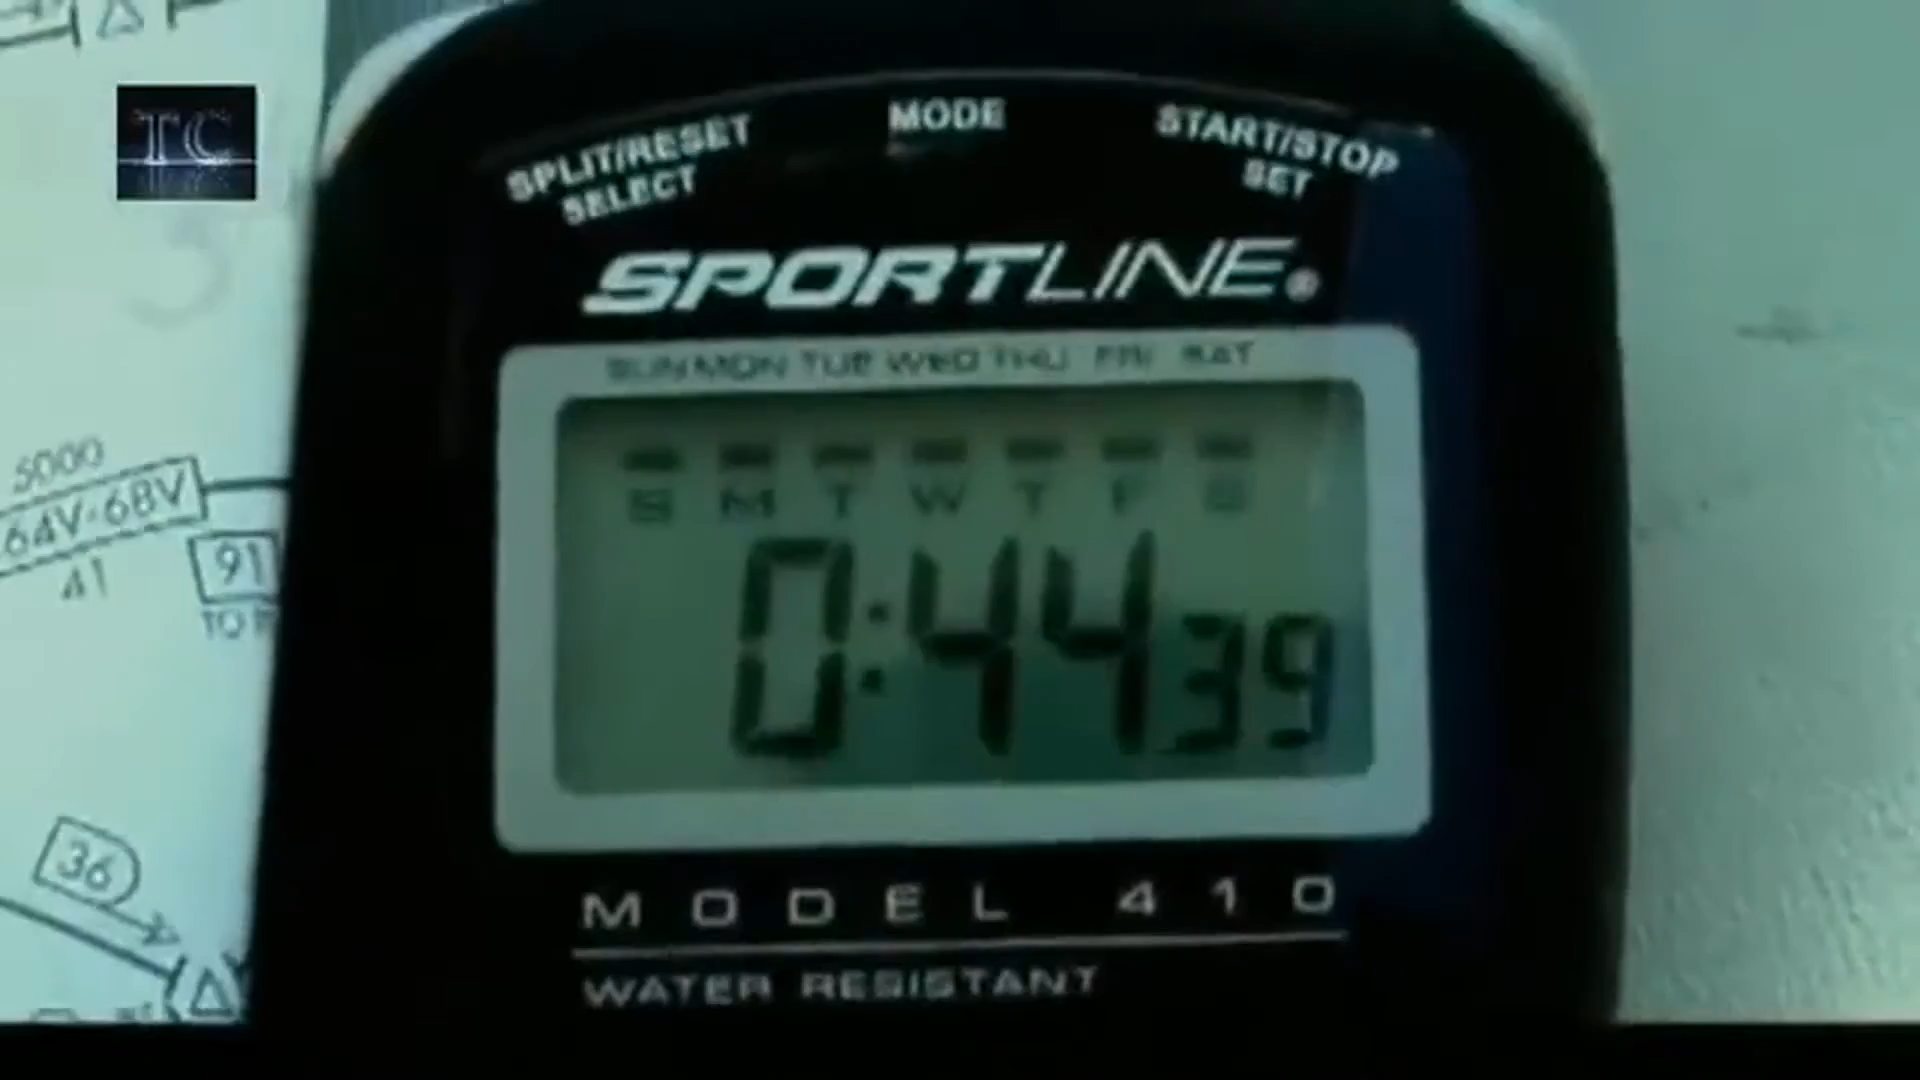 TC
SPLIT/RESET
SELECT
MODE
START/STOP
SET
SPORTLINE®
SUN MON TUE WED THU FRI SAT
S M T W T F S
0:44 39
MODEL 410
WATER RESISTANT
5000
64V-68V
41
91
36